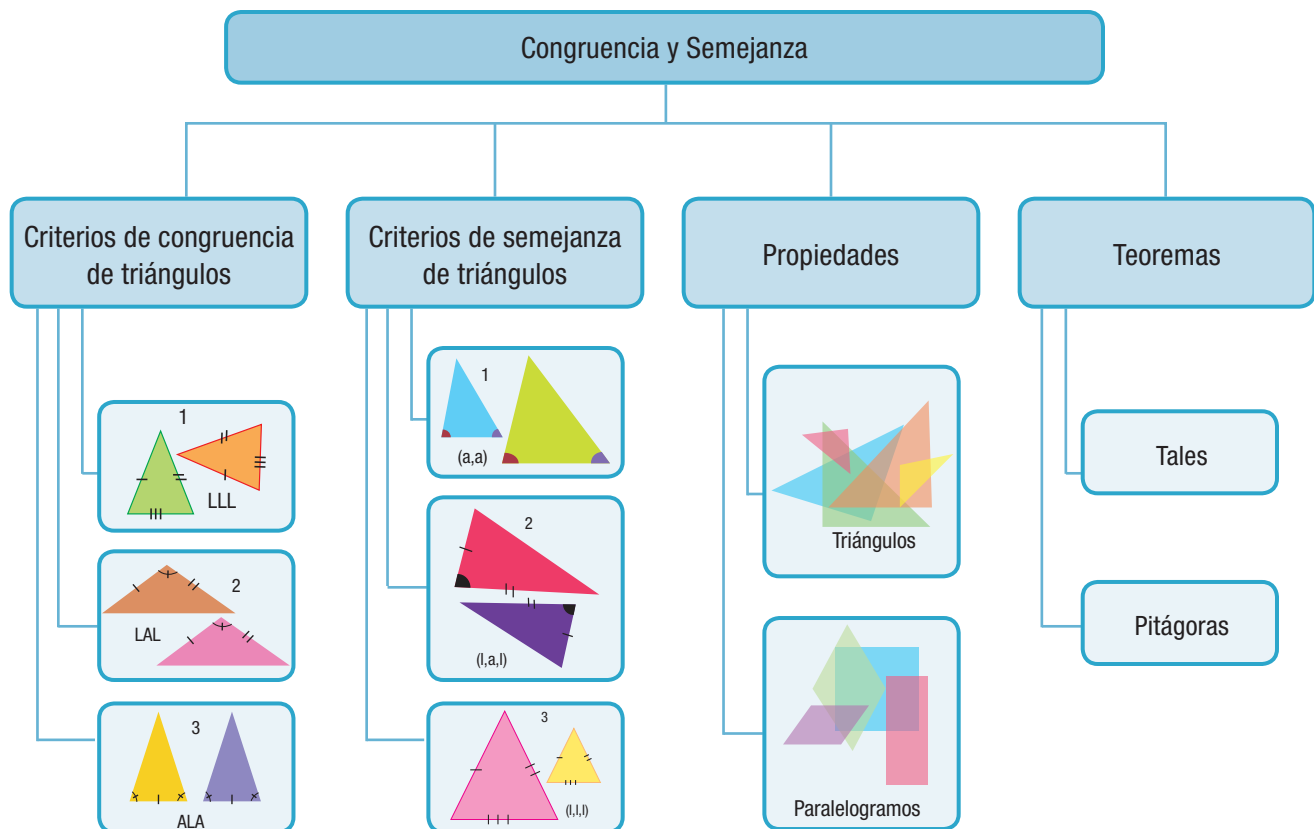 Congruencia y Semejanza
Criterios de congruencia
de triángulos
1
LLL
2
LAL
3
ALA
Criterios de semejanza
de triángulos
1
(a,a)
2
(l,a,l)
3
(l,l,l)
Propiedades
Triángulos
Paralelogramos
Teoremas
Tales
Pitágoras